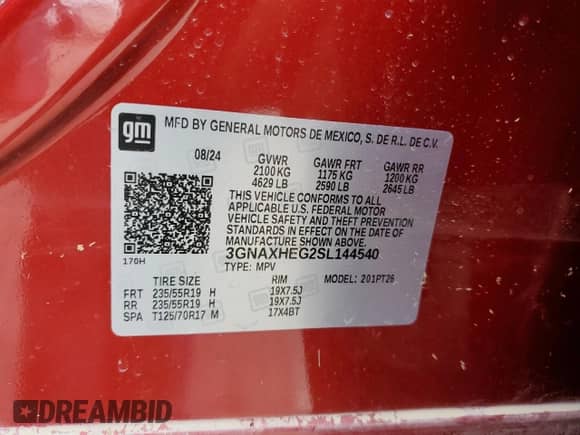 gm
MFD BY GENERAL MOTORS DE MEXICO, S. DE R.L. DE C.V.
08/24 GVWR GAWR FRT GAWR RR
2100 KG 1175 KG 1200 KG
4629 LB 2590 LB 2645 LB
THIS VEHICLE CONFORMS TO ALL
APPLICABLE U.S. FEDERAL MOTOR
VEHICLE SAFETY AND THEFT PREVENTION
STANDARDS IN EFFECT ON THE DATE OF
MANUFACTURE SHOWN ABOVE.
170H 3GNAXHEG2SL144540
TYPE: MPV MODEL: 201PT26
TIRE SIZE RIM
FRT 235/55R19 H 19X7.5J
RR 235/55R19 H 19X7.5J
SPA T125/70R17 M 17X4BT
DREAMBID